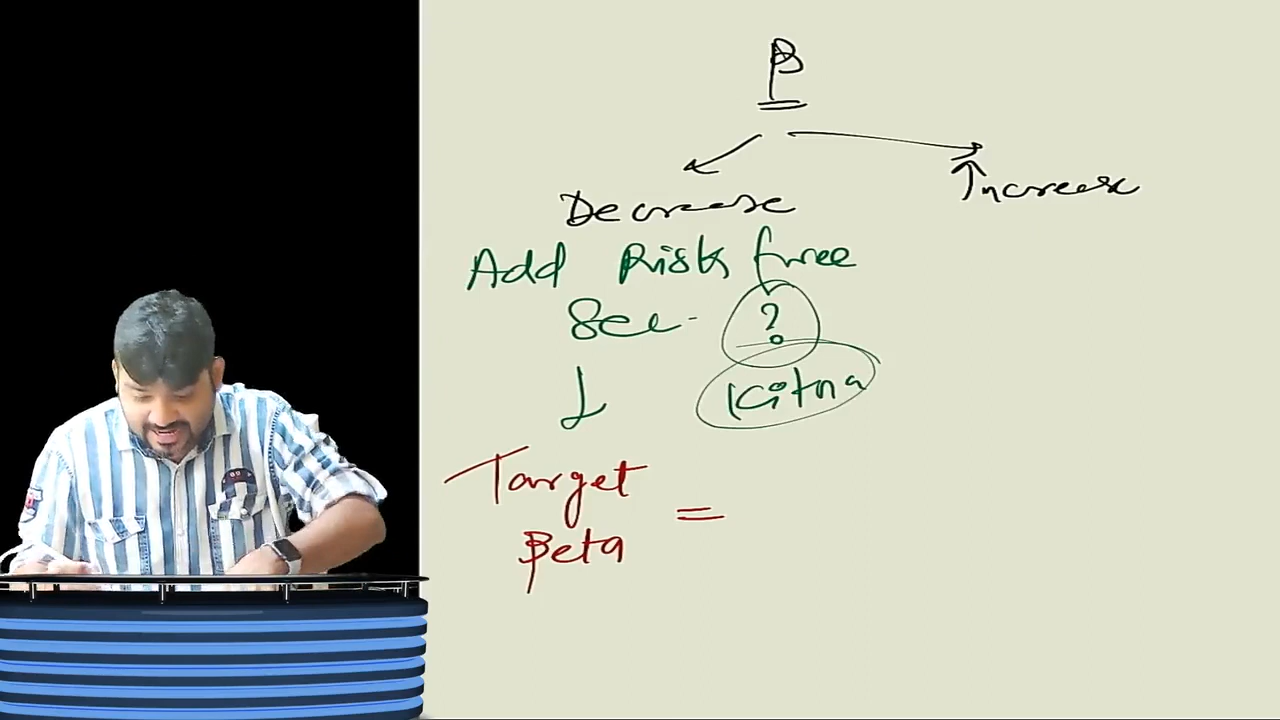 β
Decrease
Increase
Add Risk free
Sec. ?
Kitna
Target
Beta =